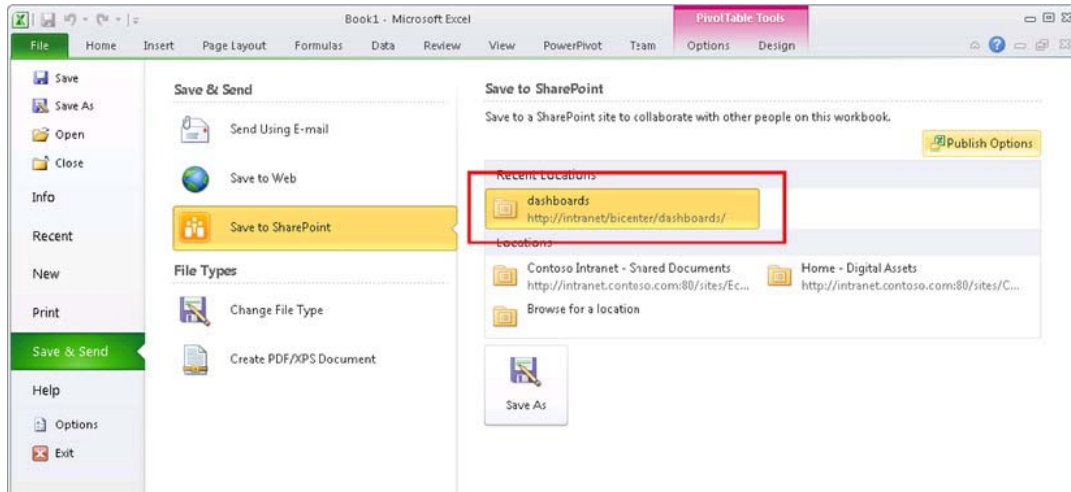 Book1 - Microsoft Excel
PivotTable Tools
File Home Insert Page Layout Formulas Data Review View PowerPivot Team Options Design
Save
Save As
Open
Close
Info
Recent
New
Print
Save & Send
Help
Options
Exit
Save & Send
Send Using E-mail
Save to Web
Save to SharePoint
File Types
Change File Type
Create PDF/XPS Document
Save to SharePoint
Save to a SharePoint site to collaborate with other people on this workbook.
Publish Options
Recent Locations
dashboards
http://intranet/bicenter/dashboards/
Locations
Contoso Intranet - Shared Documents
http://intranet.contoso.com:80/sites/Ec...
Home - Digital Assets
http://intranet.contoso.com:80/sites/C...
Browse for a location
Save As